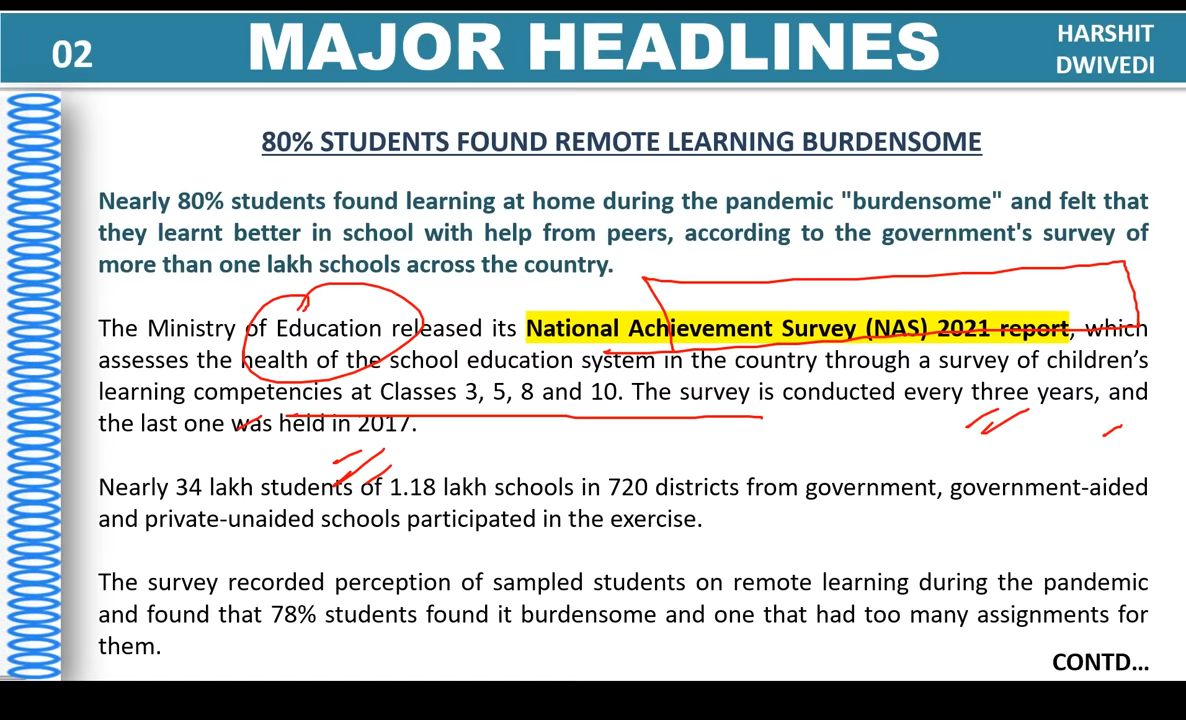 02
MAJOR HEADLINES
HARSHIT
DWIVEDI
80% STUDENTS FOUND REMOTE LEARNING BURDENSOME
Nearly 80% students found learning at home during the pandemic "burdensome" and felt that
they learnt better in school with help from peers, according to the government's survey of
more than one lakh schools across the country.
The Ministry of Education released its National Achievement Survey (NAS) 2021 report, which
assesses the health of the school education system in the country through a survey of children’s
learning competencies at Classes 3, 5, 8 and 10. The survey is conducted every three years, and
the last one was held in 2017.
Nearly 34 lakh students of 1.18 lakh schools in 720 districts from government, government-aided
and private-unaided schools participated in the exercise.
The survey recorded perception of sampled students on remote learning during the pandemic
and found that 78% students found it burdensome and one that had too many assignments for
them.
CONTD...